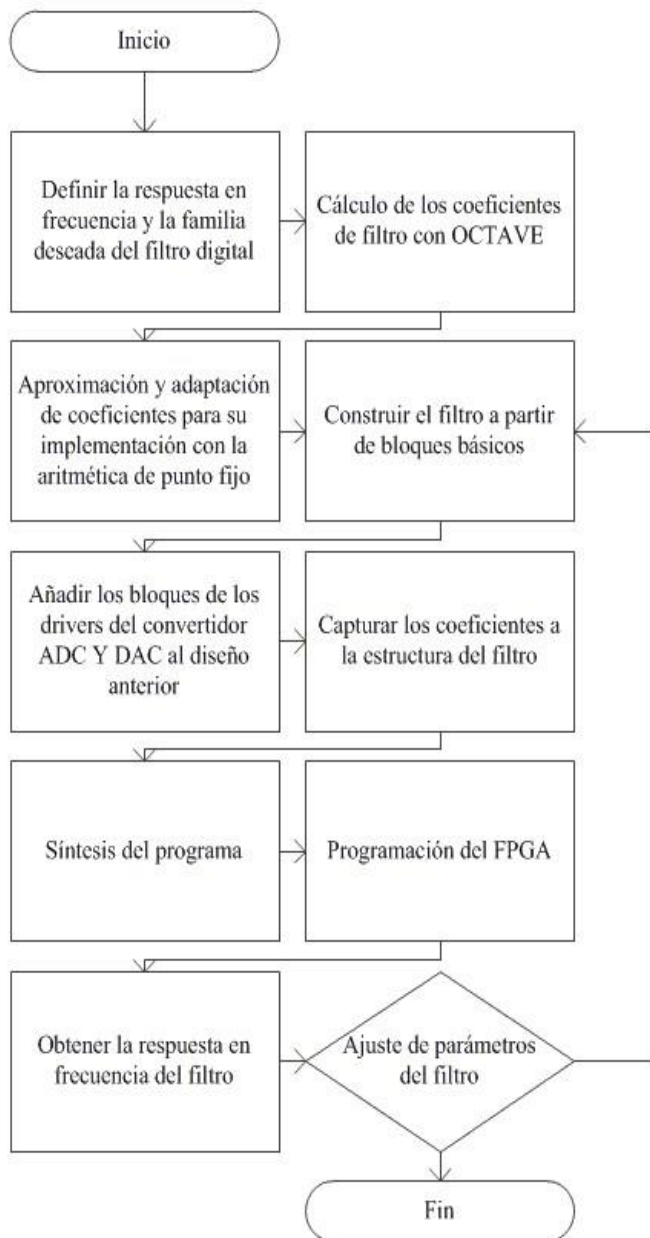 Inicio
Definir la respuesta en
frecuencia y la familia
deseada del filtro digital
Cálculo de los coeficientes
de filtro con OCTAVE
Aproximación y adaptación
de coeficientes para su
implementación con la
aritmética de punto fijo
Construir el filtro a partir
de bloques básicos
Añadir los bloques de los
drivers del convertidor
ADC Y DAC al diseño
anterior
Capturar los coeficientes a
la estructura del filtro
Síntesis del programa
Programación del FPGA
Obtener la respuesta en
frecuencia del filtro
Ajuste de parámetros
del filtro
Fin